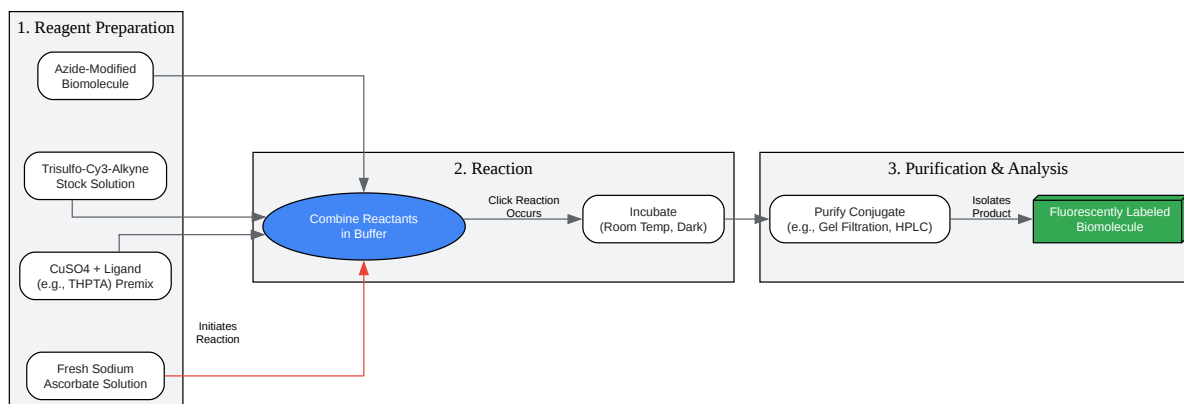 1. Reagent Preparation
Azide-Modified
Biomolecule
Trisulfo-Cy3-Alkyne
Stock Solution
CuSO4 + Ligand
(e.g., THPTA) Premix
Fresh Sodium
Ascorbate Solution
Initiates
Reaction
2. Reaction
Combine Reactants
in Buffer
Click Reaction
Occurs
Incubate
(Room Temp, Dark)
3. Purification & Analysis
Purify Conjugate
(e.g., Gel Filtration, HPLC)
Isolates
Product
Fluorescently Labeled
Biomolecule